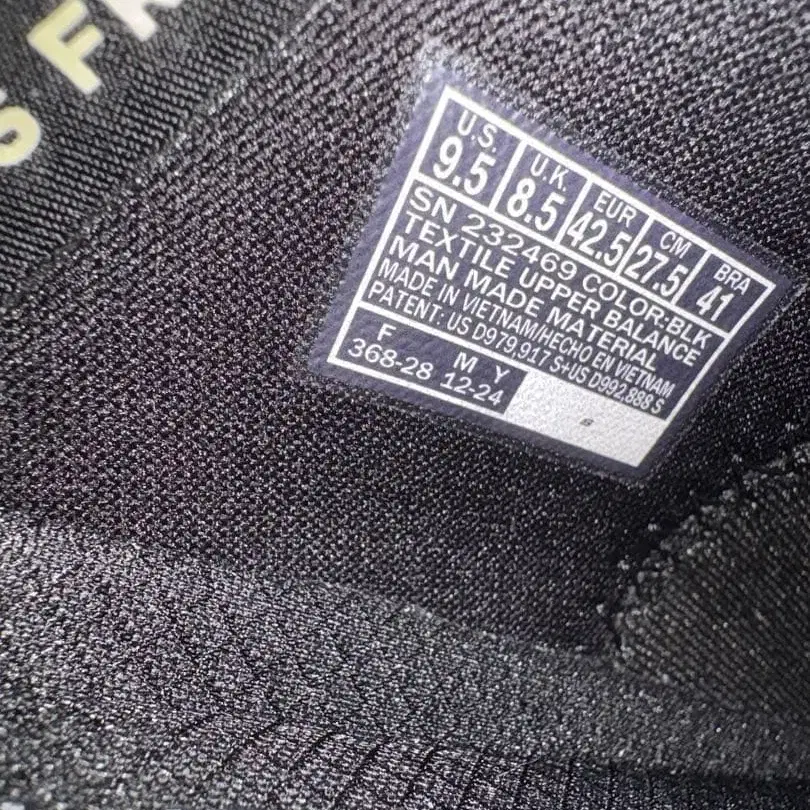 S FR
U.S. U.K. EUR CM BRA
9.5 8.5 42.5 27.5 41
SN 232469 COLOR:BLK
TEXTILE UPPER BALANCE
MAN MADE MATERIAL
MADE IN VIETNAM/HECHO EN VIETNAM
PATENT: US D979,917 S+US D992,888 S
F M Y
368-28 12-24